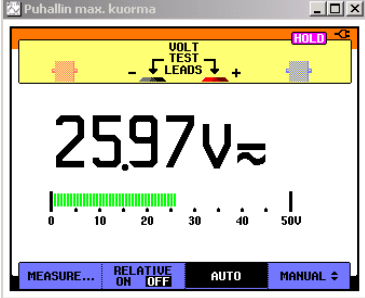 Puhallin max. kuorma
HOLD
VOLT
TEST
- LEADS +
25.97V≂
0 10 20 30 40 50V
MEASURE... RELATIVE ON OFF AUTO MANUAL